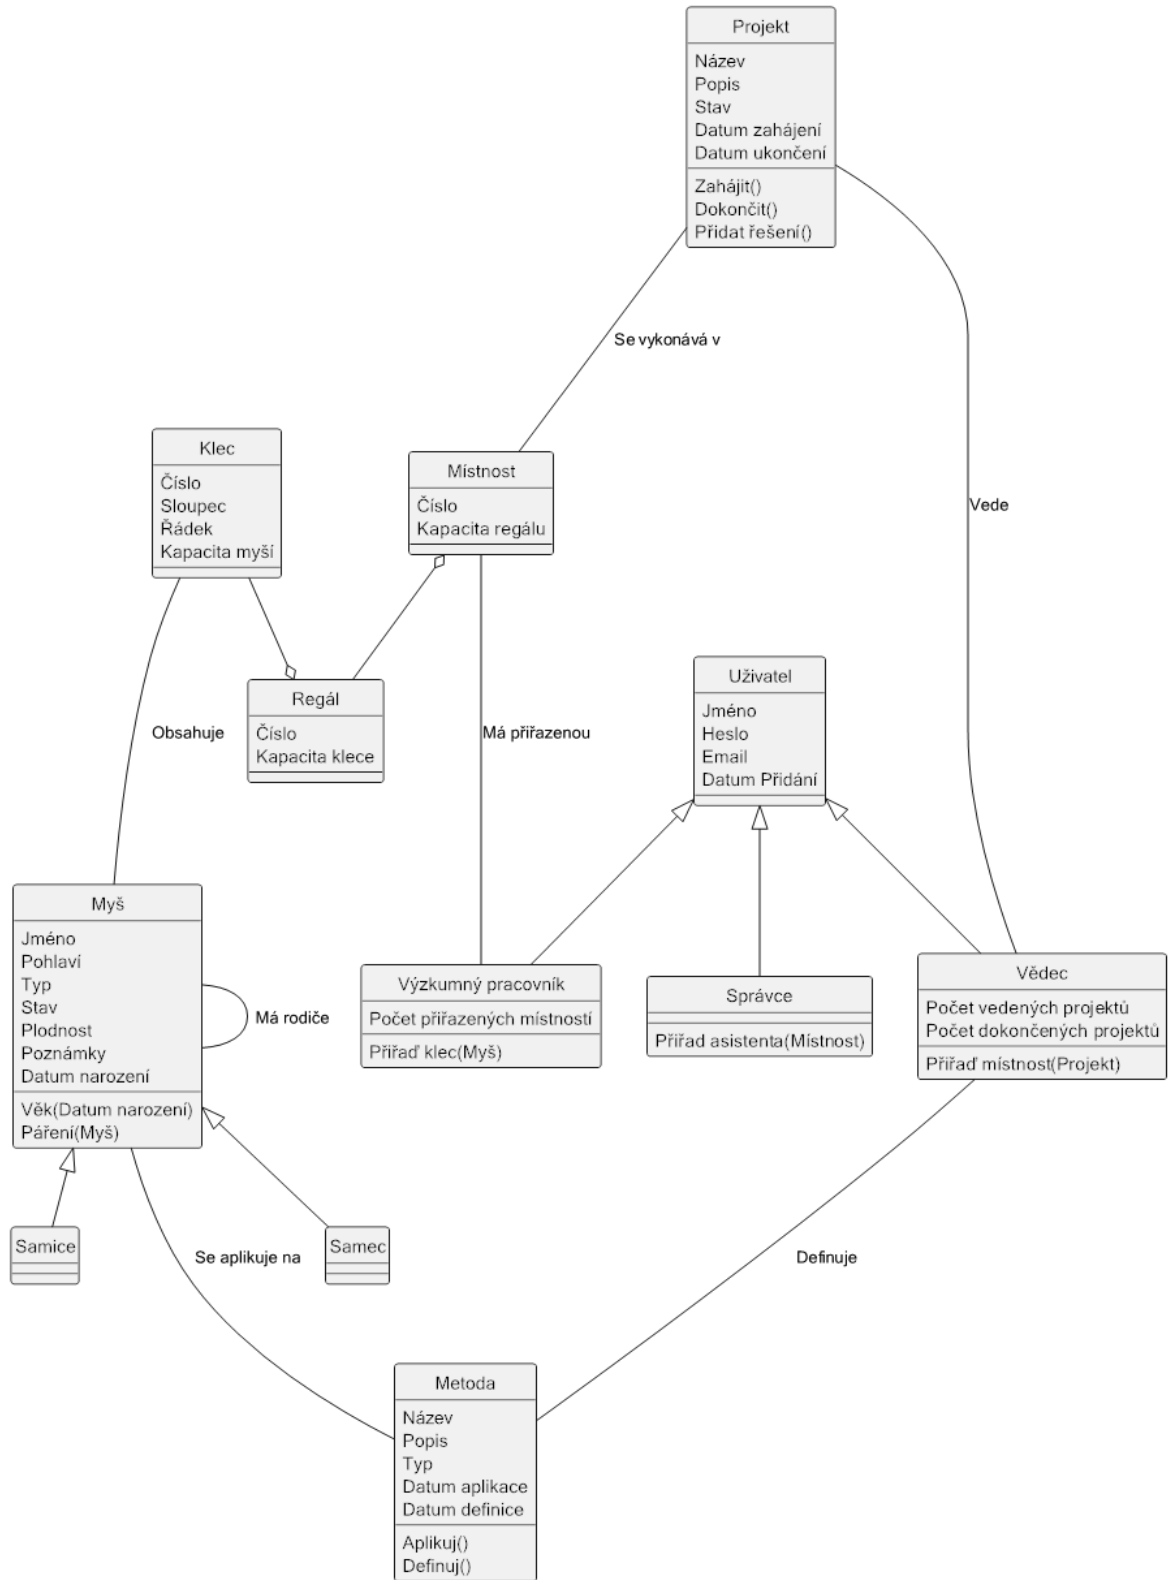 Projekt
Název
Popis
Stav
Datum zahájení
Datum ukončení
Zahájit()
Dokončit()
Přidat řešení()
Se vykonává v
Vede
Klec
Číslo
Sloupec
Řádek
Kapacita myší
Místnost
Číslo
Kapacita regálu
Regál
Číslo
Kapacita klece
Obsahuje
Má přiřazenou
Uživatel
Jméno
Heslo
Email
Datum Přidání
Myš
Jméno
Pohlaví
Typ
Stav
Plodnost
Poznámky
Datum narození
Věk(Datum narození)
Páření(Myš)
Má rodiče
Výzkumný pracovník
Počet přiřazených místností
Přiřaď klec(Myš)
Správce
Přiřad asistenta(Místnost)
Vědec
Počet vedených projektů
Počet dokončených projektů
Přiřaď místnost(Projekt)
Samice
Samec
Se aplikuje na
Definuje
Metoda
Název
Popis
Typ
Datum aplikace
Datum definice
Aplikuj()
Definuj()